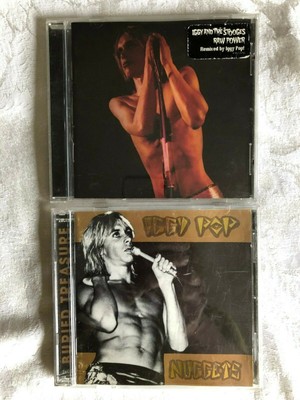 IGGY AND THE STOOGES
RAW POWER
Remixed by Iggy Pop!
BURIED TREASURE
IGGY POP
NUGGETS